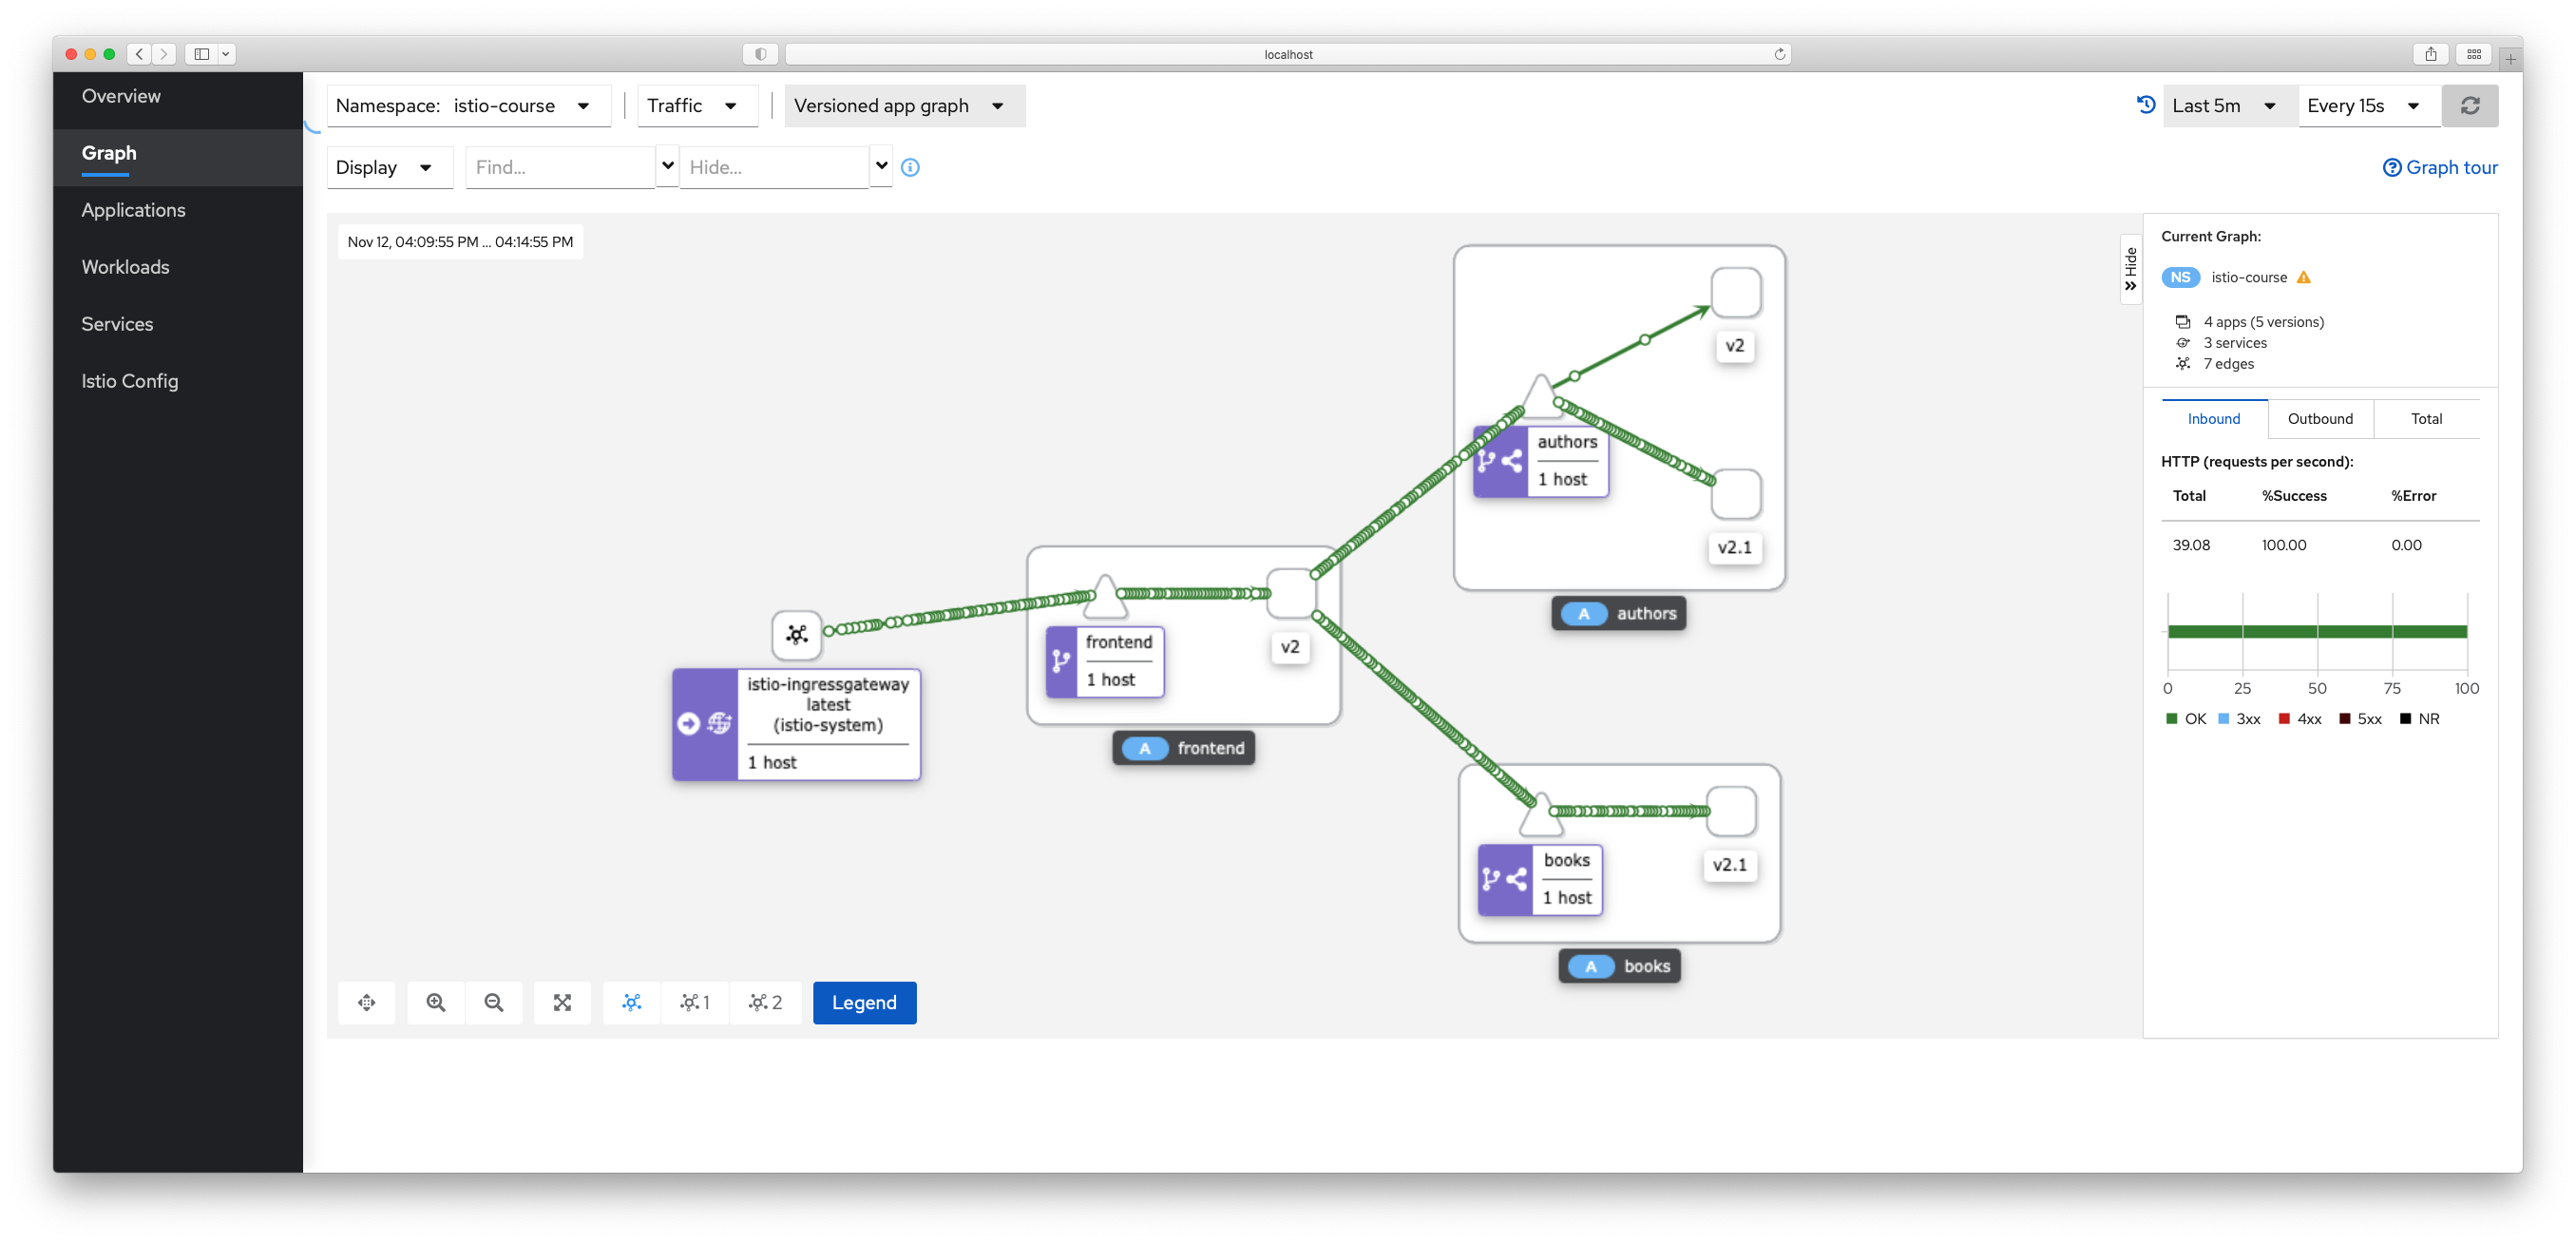 localhost
Overview
Graph
Applications
Workloads
Services
Istio Config
Namespace: istio-course
Traffic
Versioned app graph
Last 5m
Every 15s
Display
Find...
Hide...
Graph tour
Nov 12, 04:09:55 PM ... 04:14:55 PM
v2
authors
1 host
v2.1
A authors
frontend
1 host
v2
A frontend
istio-ingressgateway
latest
(istio-system)
1 host
books
1 host
v2.1
A books
1
2
Legend
Hide
Current Graph:
NS istio-course
4 apps (5 versions)
3 services
7 edges
Inbound Outbound Total
HTTP (requests per second):
Total %Success %Error
39.08 100.00 0.00
0 25 50 75 100
OK 3xx 4xx 5xx NR